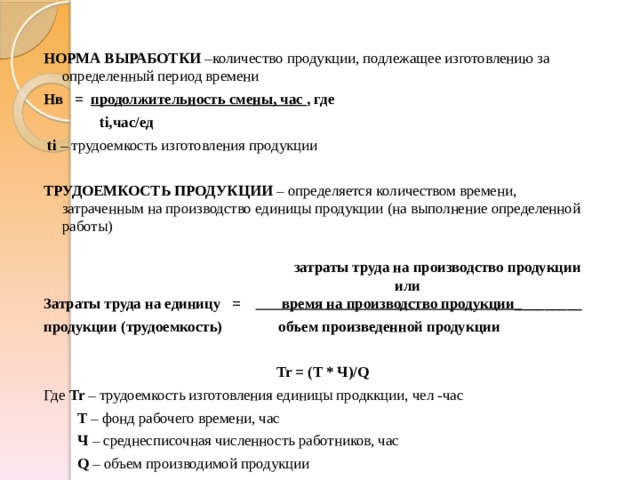 НОРМА ВЫРАБОТКИ –количество продукции, подлежащее изготовлению за
определенный период времени
Нв = продолжительность смены, час , где
ti,час/ед
ti – трудоемкость изготовления продукции
ТРУДОЕМКОСТЬ ПРОДУКЦИИ – определяется количеством времени,
затраченным на производство единицы продукции (на выполнение определенной
работы)
затраты труда на производство продукции
или
Затраты труда на единицу = время на производство продукции_________
продукции (трудоемкость) объем произведенной продукции
Tr = (T * Ч)/Q
Где Tr – трудоемкость изготовления единицы продккции, чел -час
T – фонд рабочего времени, час
Ч – среднесписочная численность работников, час
Q – объем производимой продукции